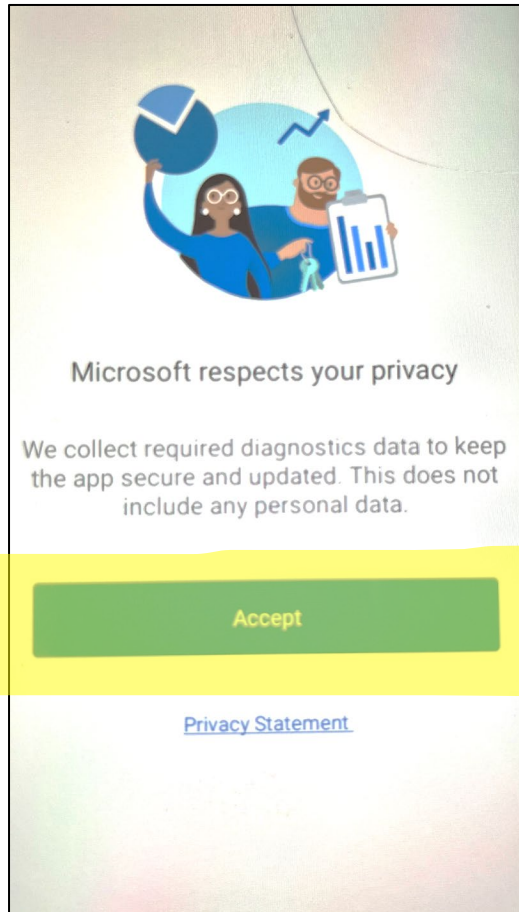 Microsoft respects your privacy
We collect required diagnostics data to keep
the app secure and updated. This does not
include any personal data.
Accept
Privacy Statement